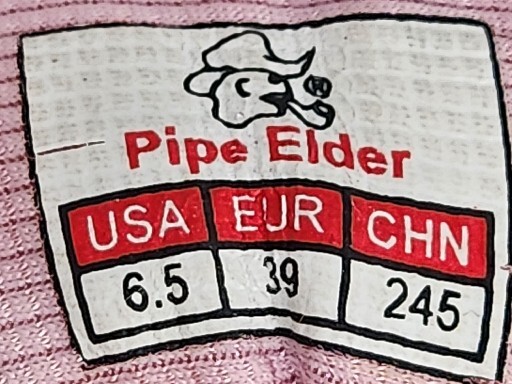 ®
Pipe Elder
USA EUR CHN
6.5 39 245